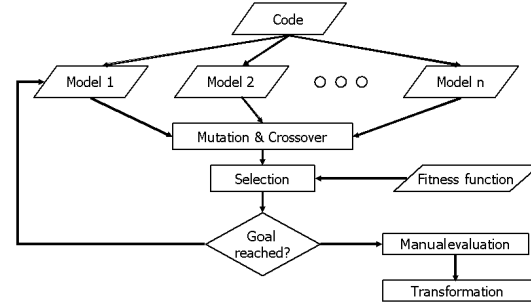 Code
Model 1
Model 2
Model n
Mutation & Crossover
Selection
Fitness function
Goal
reached?
Manualevaluation
Transformation